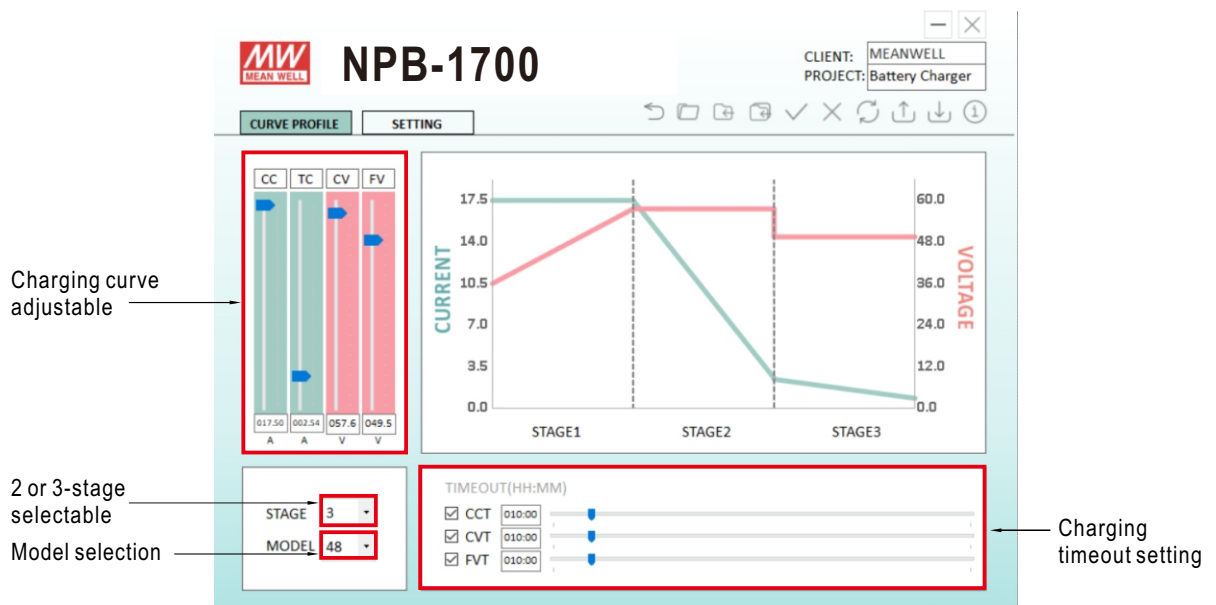 MW
MEAN WELL
NPB-1700
CLIENT: MEANWELL
PROJECT: Battery Charger
CURVE PROFILE
SETTING
CC TC CV FV
017.50 002.54 057.6 049.5
A A V V
Charging curve
adjustable
CURRENT
17.5
14.0
10.5
7.0
3.5
0.0
60.0
48.0
36.0
24.0
12.0
0.0
VOLTAGE
STAGE1 STAGE2 STAGE3
2 or 3-stage
selectable
Model selection
STAGE 3
MODEL 48
TIMEOUT(HH:MM)
CCT 010:00
CVT 010:00
FVT 010:00
Charging
timeout setting